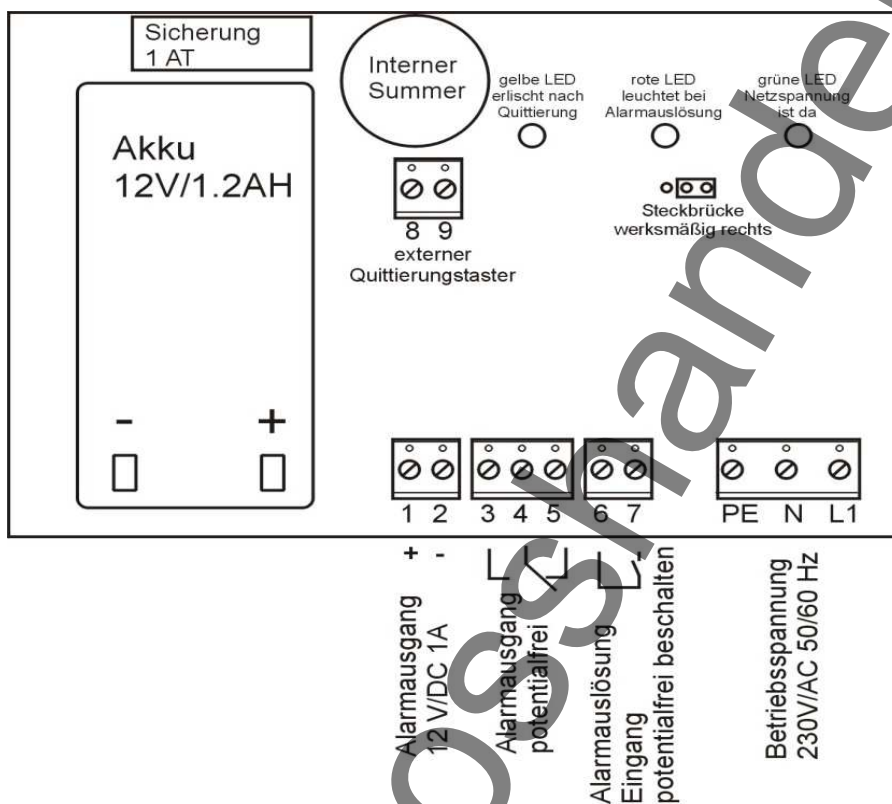 Sicherung
1 AT
Interner
Summer
gelbe LED
erlischt nach
Quittierung
rote LED
leuchtet bei
Alarmauslösung
grüne LED
Netzspannung
ist da
Akku
12V/1.2AH
8 9
externer
Quittierungstaster
Steckbrücke
werksmäßig rechts
- +
1 2 3 4 5 6 7 PE N L1
+ -
Alarmausgang
12 V/DC 1A
Alarmausgang
potentialfrei
Alarmauslösung
Eingang
potentialfrei beschalten
Betriebsspannung
230V/AC 50/60 Hz